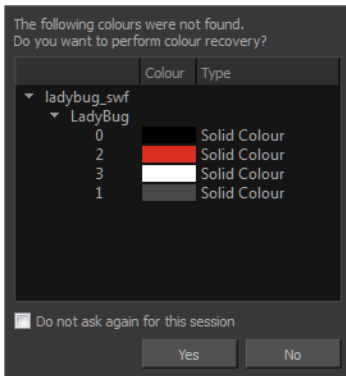 The following colours were not found.
Do you want to perform colour recovery?
Colour Type
ladybug_swf
LadyBug
0 Solid Colour
2 Solid Colour
3 Solid Colour
1 Solid Colour
Do not ask again for this session
Yes No